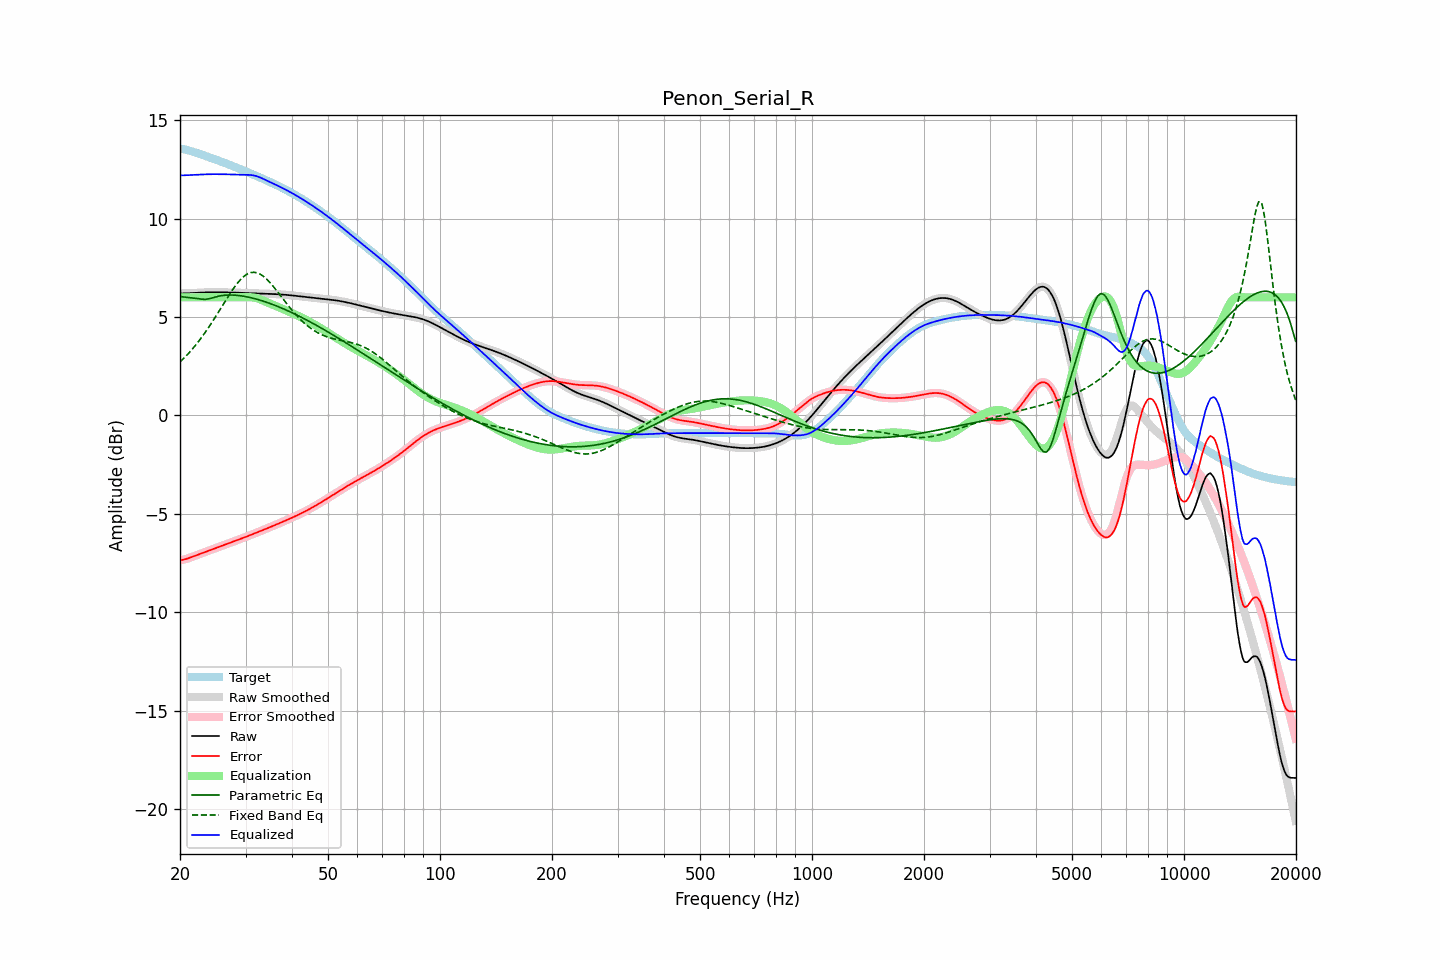 Penon_Serial_R
15
10
5
0
−5
−10
−15
−20
Amplitude (dBr)
Target
Raw Smoothed
Error Smoothed
Raw
Error
Equalization
Parametric Eq
Fixed Band Eq
Equalized
20 50 100 200 500 1000 2000 5000 10000 20000
Frequency (Hz)